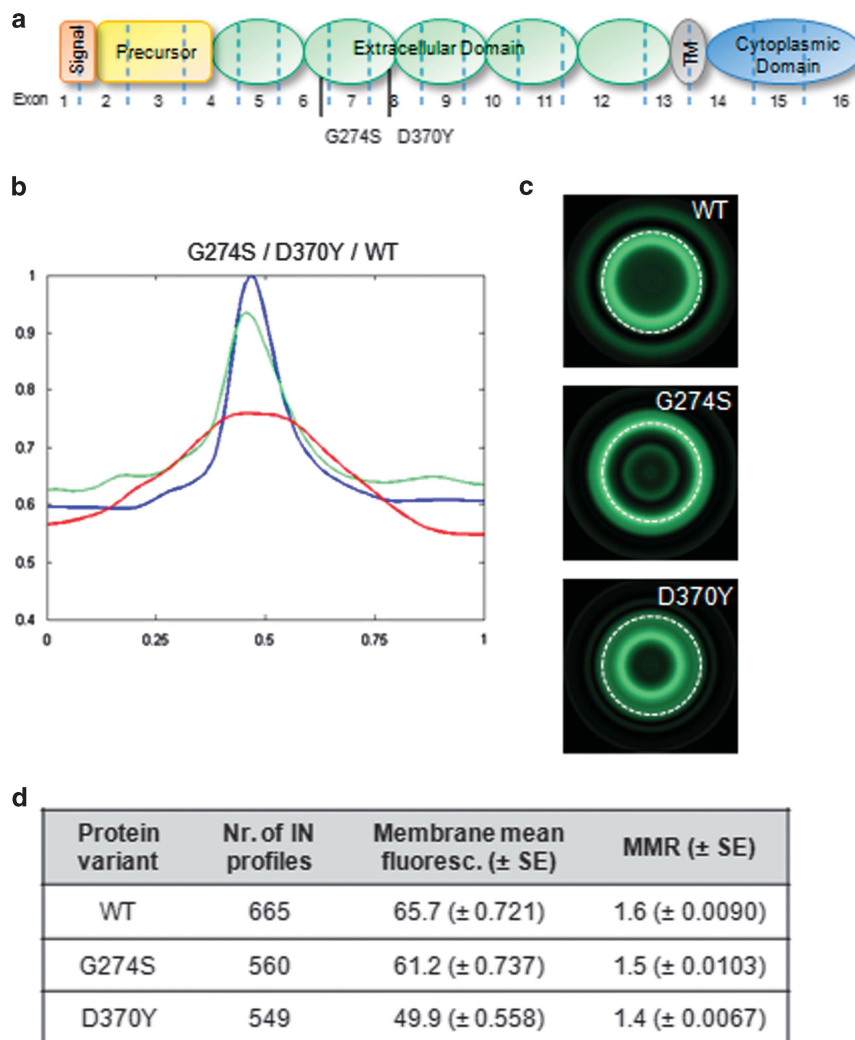 a
Signal Precursor Extracellular Domain TM Cytoplasmic Domain
Exon 1 2 3 4 5 6 7 8 9 10 11 12 13 14 15 16
G274S D370Y
b
G274S / D370Y / WT
1
0.9
0.8
0.7
0.6
0.5
0.4
0 0.25 0.5 0.75 1
c
WT
G274S
D370Y
d
Protein variant Nr. of IN profiles Membrane mean fluoresc. (± SE) MMR (± SE)
WT 665 65.7 (± 0.721) 1.6 (± 0.0090)
G274S 560 61.2 (± 0.737) 1.5 (± 0.0103)
D370Y 549 49.9 (± 0.558) 1.4 (± 0.0067)